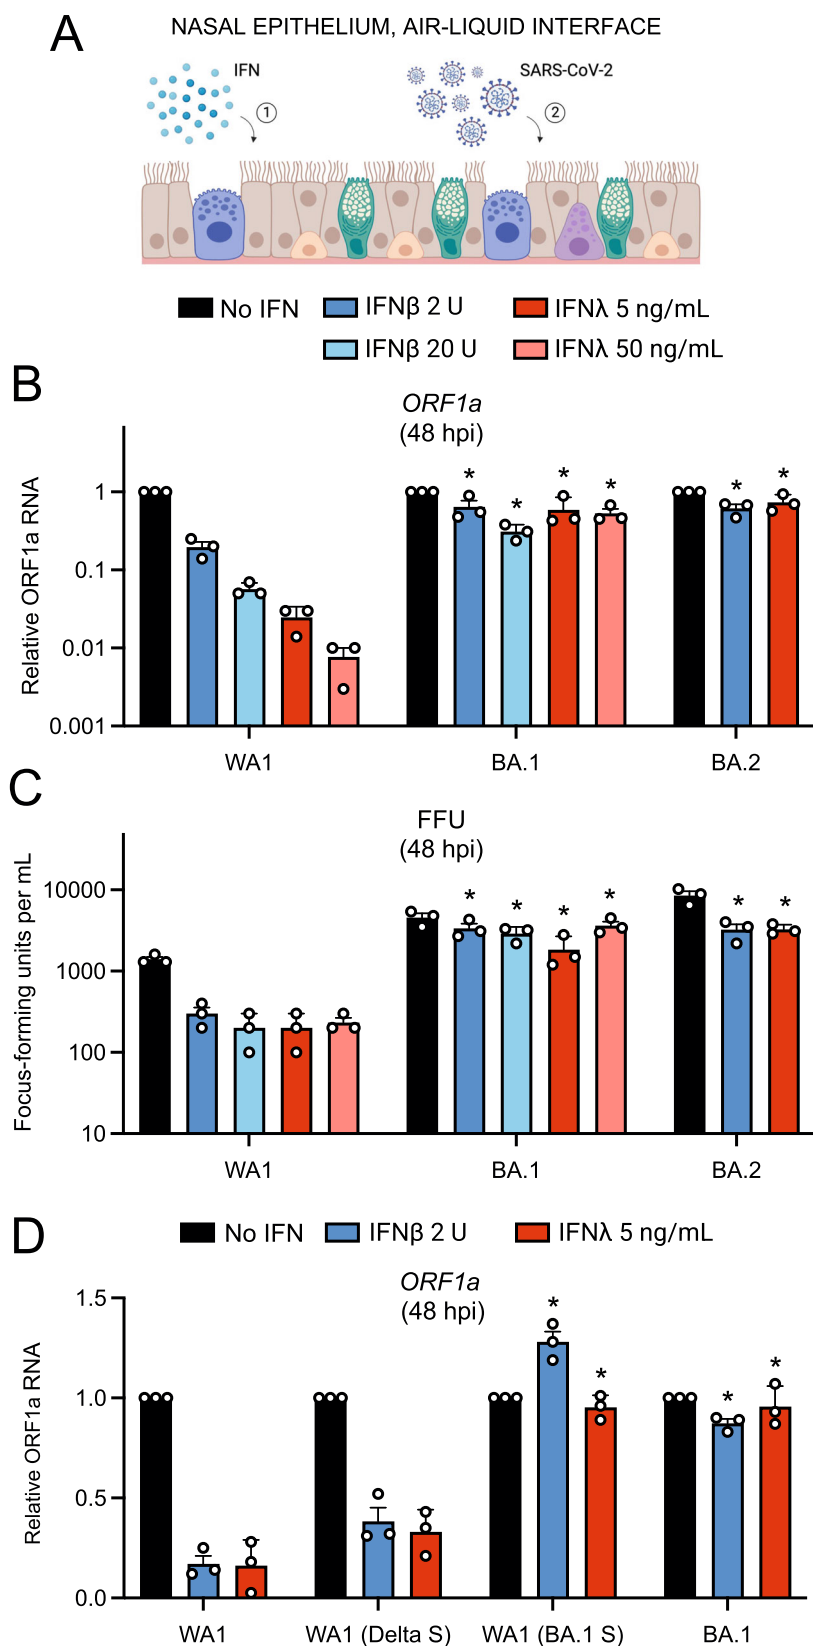 A
NASAL EPITHELIUM, AIR-LIQUID INTERFACE
IFN
SARS-CoV-2
1
2
No IFN
IFNβ 2 U
IFNλ 5 ng/mL
IFNβ 20 U
IFNλ 50 ng/mL
B
ORF1a
(48 hpi)
Relative ORF1a RNA
1
0.1
0.01
0.001
* * * * * *
WA1 BA.1 BA.2
C
FFU
(48 hpi)
Focus-forming units per mL
10000
1000
100
10
* * * * * *
WA1 BA.1 BA.2
D
No IFN IFNβ 2 U IFNλ 5 ng/mL
ORF1a
(48 hpi)
Relative ORF1a RNA
1.5
1.0
0.5
0.0
* * * *
WA1 WA1 (Delta S) WA1 (BA.1 S) BA.1